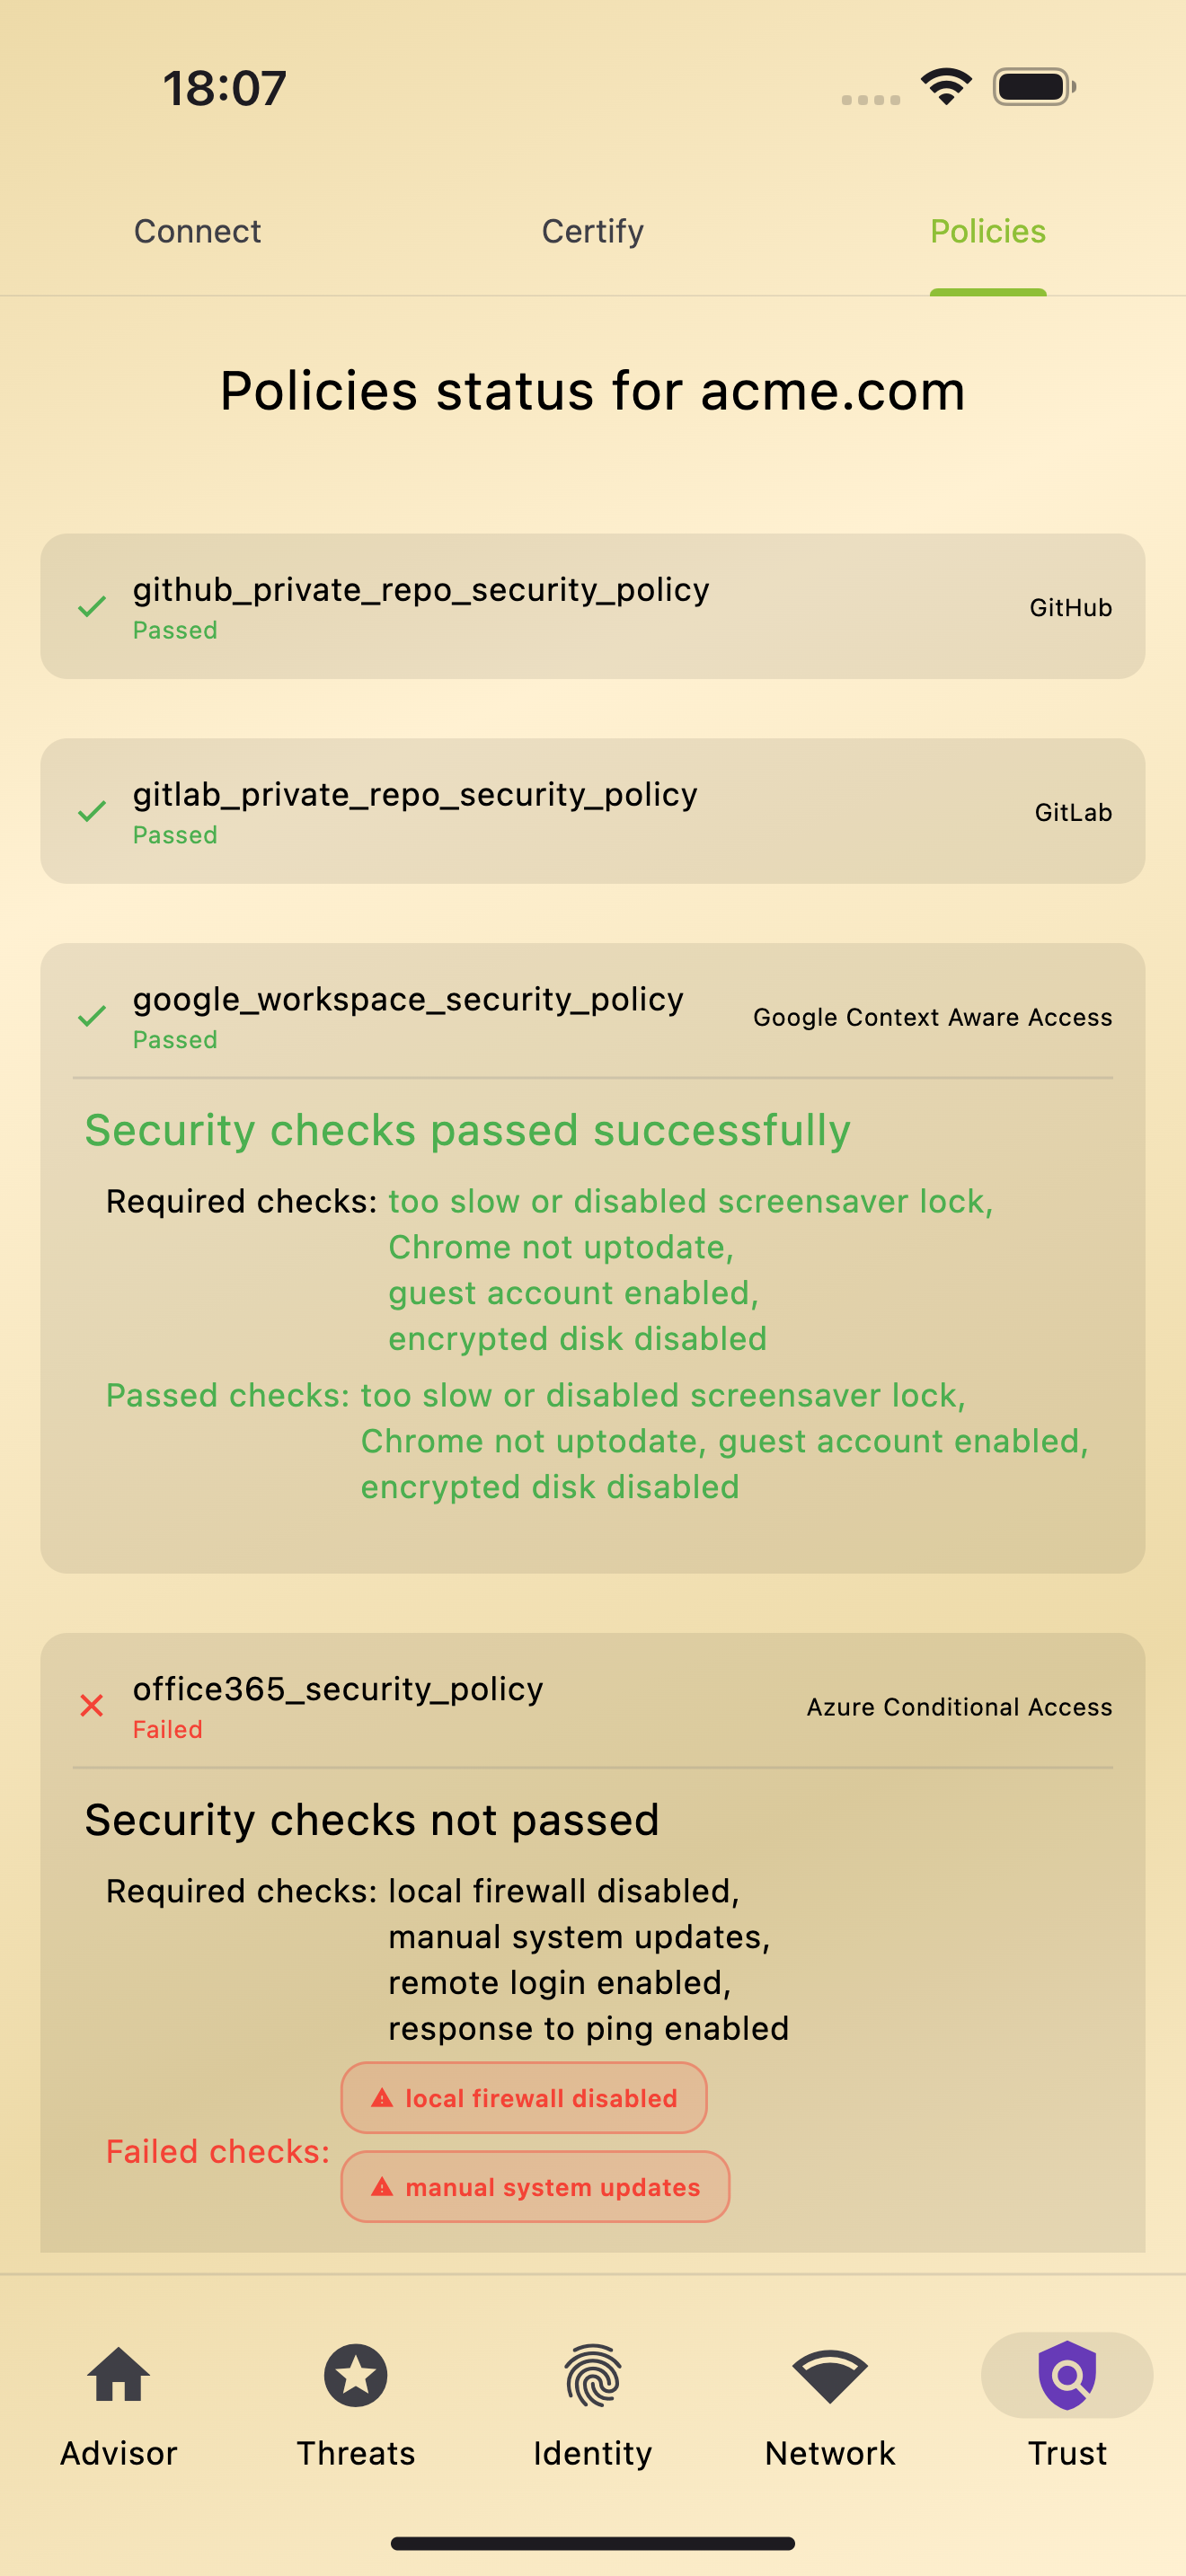 18:07
Connect Certify Policies
Policies status for acme.com
github_private_repo_security_policy
Passed
GitHub
gitlab_private_repo_security_policy
Passed
GitLab
google_workspace_security_policy
Passed
Google Context Aware Access
Security checks passed successfully
Required checks: too slow or disabled screensaver lock,
Chrome not uptodate,
guest account enabled,
encrypted disk disabled
Passed checks: too slow or disabled screensaver lock,
Chrome not uptodate, guest account enabled,
encrypted disk disabled
office365_security_policy
Failed
Azure Conditional Access
Security checks not passed
Required checks: local firewall disabled,
manual system updates,
remote login enabled,
response to ping enabled
Failed checks:
local firewall disabled
manual system updates
Advisor Threats Identity Network Trust